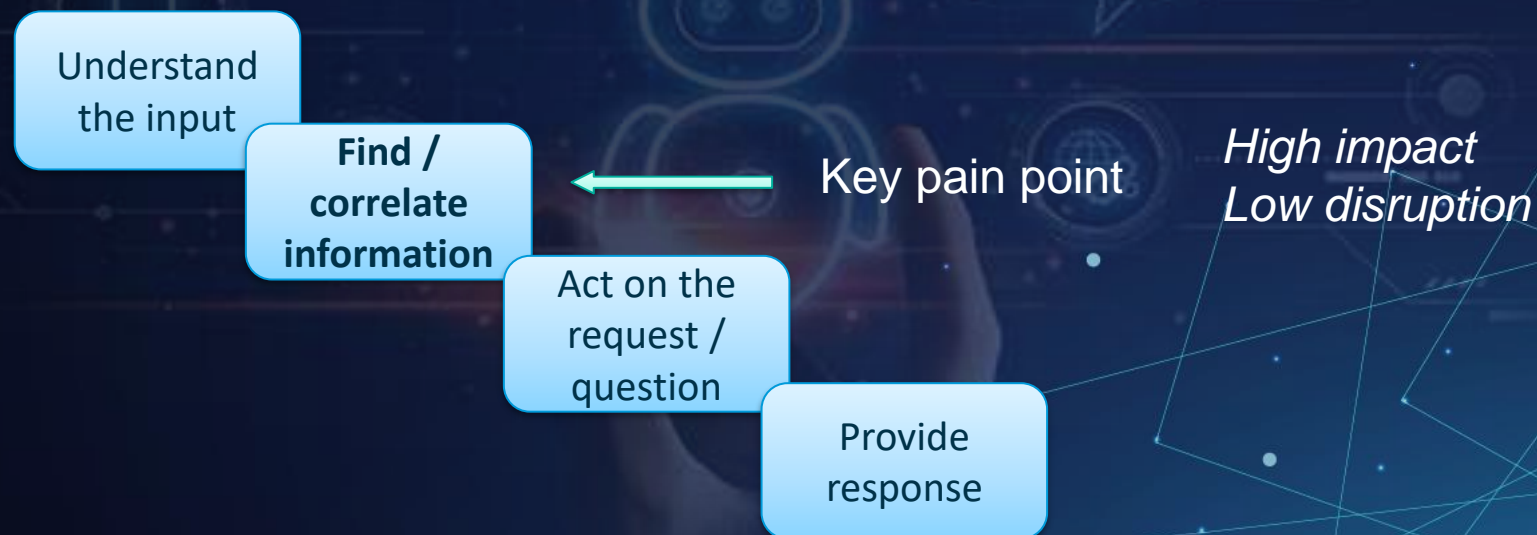 Understand
the input
Find /
correlate
information
Key pain point
High impact
Low disruption
Act on the
request /
question
Provide
response